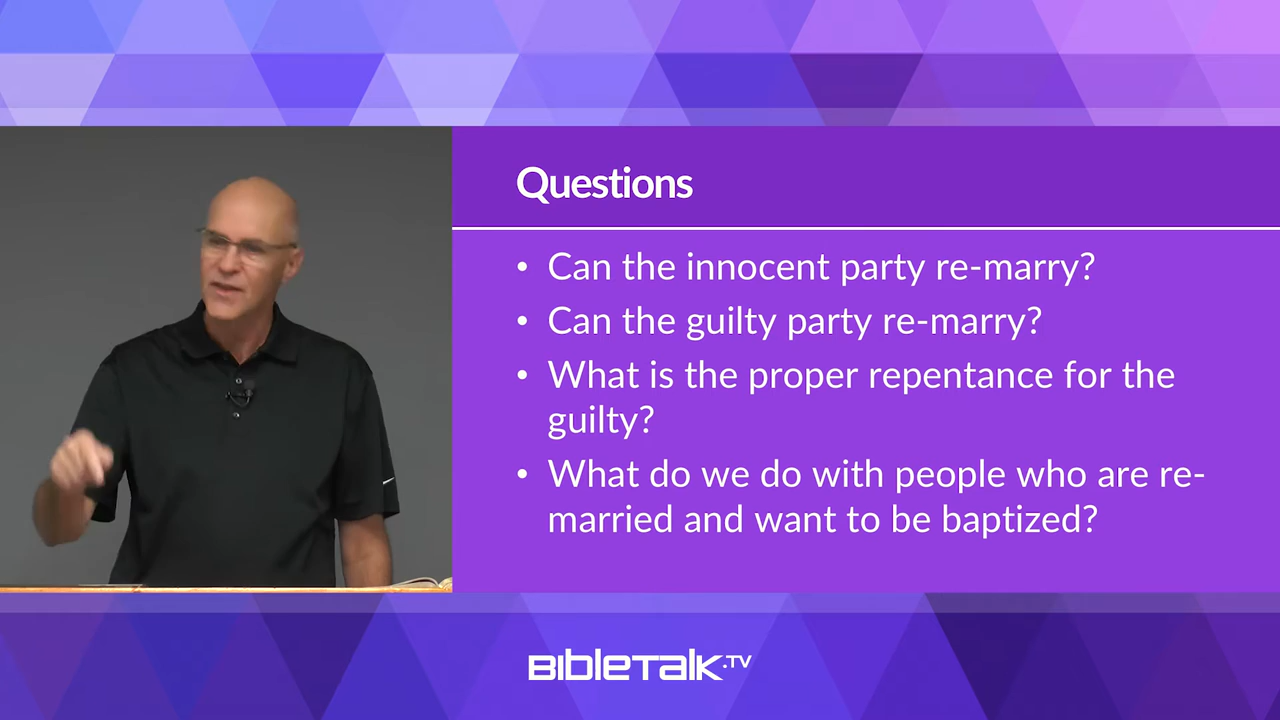 Questions
• Can the innocent party re-marry?
• Can the guilty party re-marry?
• What is the proper repentance for the
guilty?
• What do we do with people who are re-
married and want to be baptized?
BIBLETALK.TV